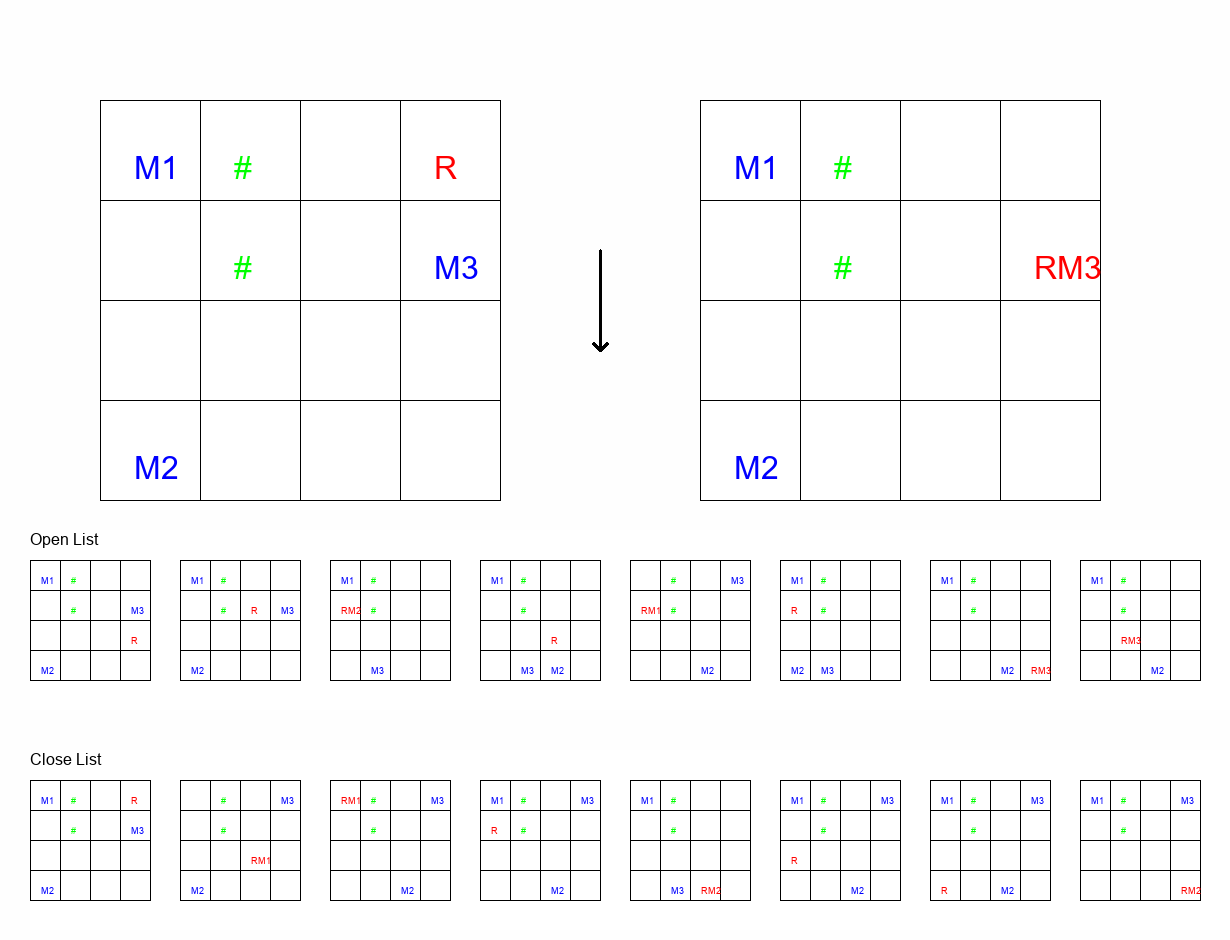 M1 # R M1 #
# M3 # RM3
M2 M2
Open List
M1 # M1 # M1 # M1 # # M3 M1 # M1 # M1 #
# M3 # R M3 RM2 # # RM1 # R # # #
R R RM3
M2 M2 M3 M3 M2 M2 M2 M3 M2 RM3 M2
Close List
M1 # R # M3 RM1 # M3 M1 # M3 M1 # M1 # M3 M1 # M3 M1 # M3
# M3 # # R # # # # #
RM1 R
M2 M2 M2 M2 M3 RM2 M2 R M2 RM2